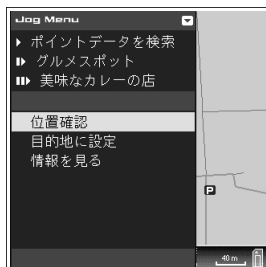 Jog Menu
ポイントデータを検索
グルメスポット
美味なカレーの店
位置確認
目的地に設定
情報を見る
P
40m